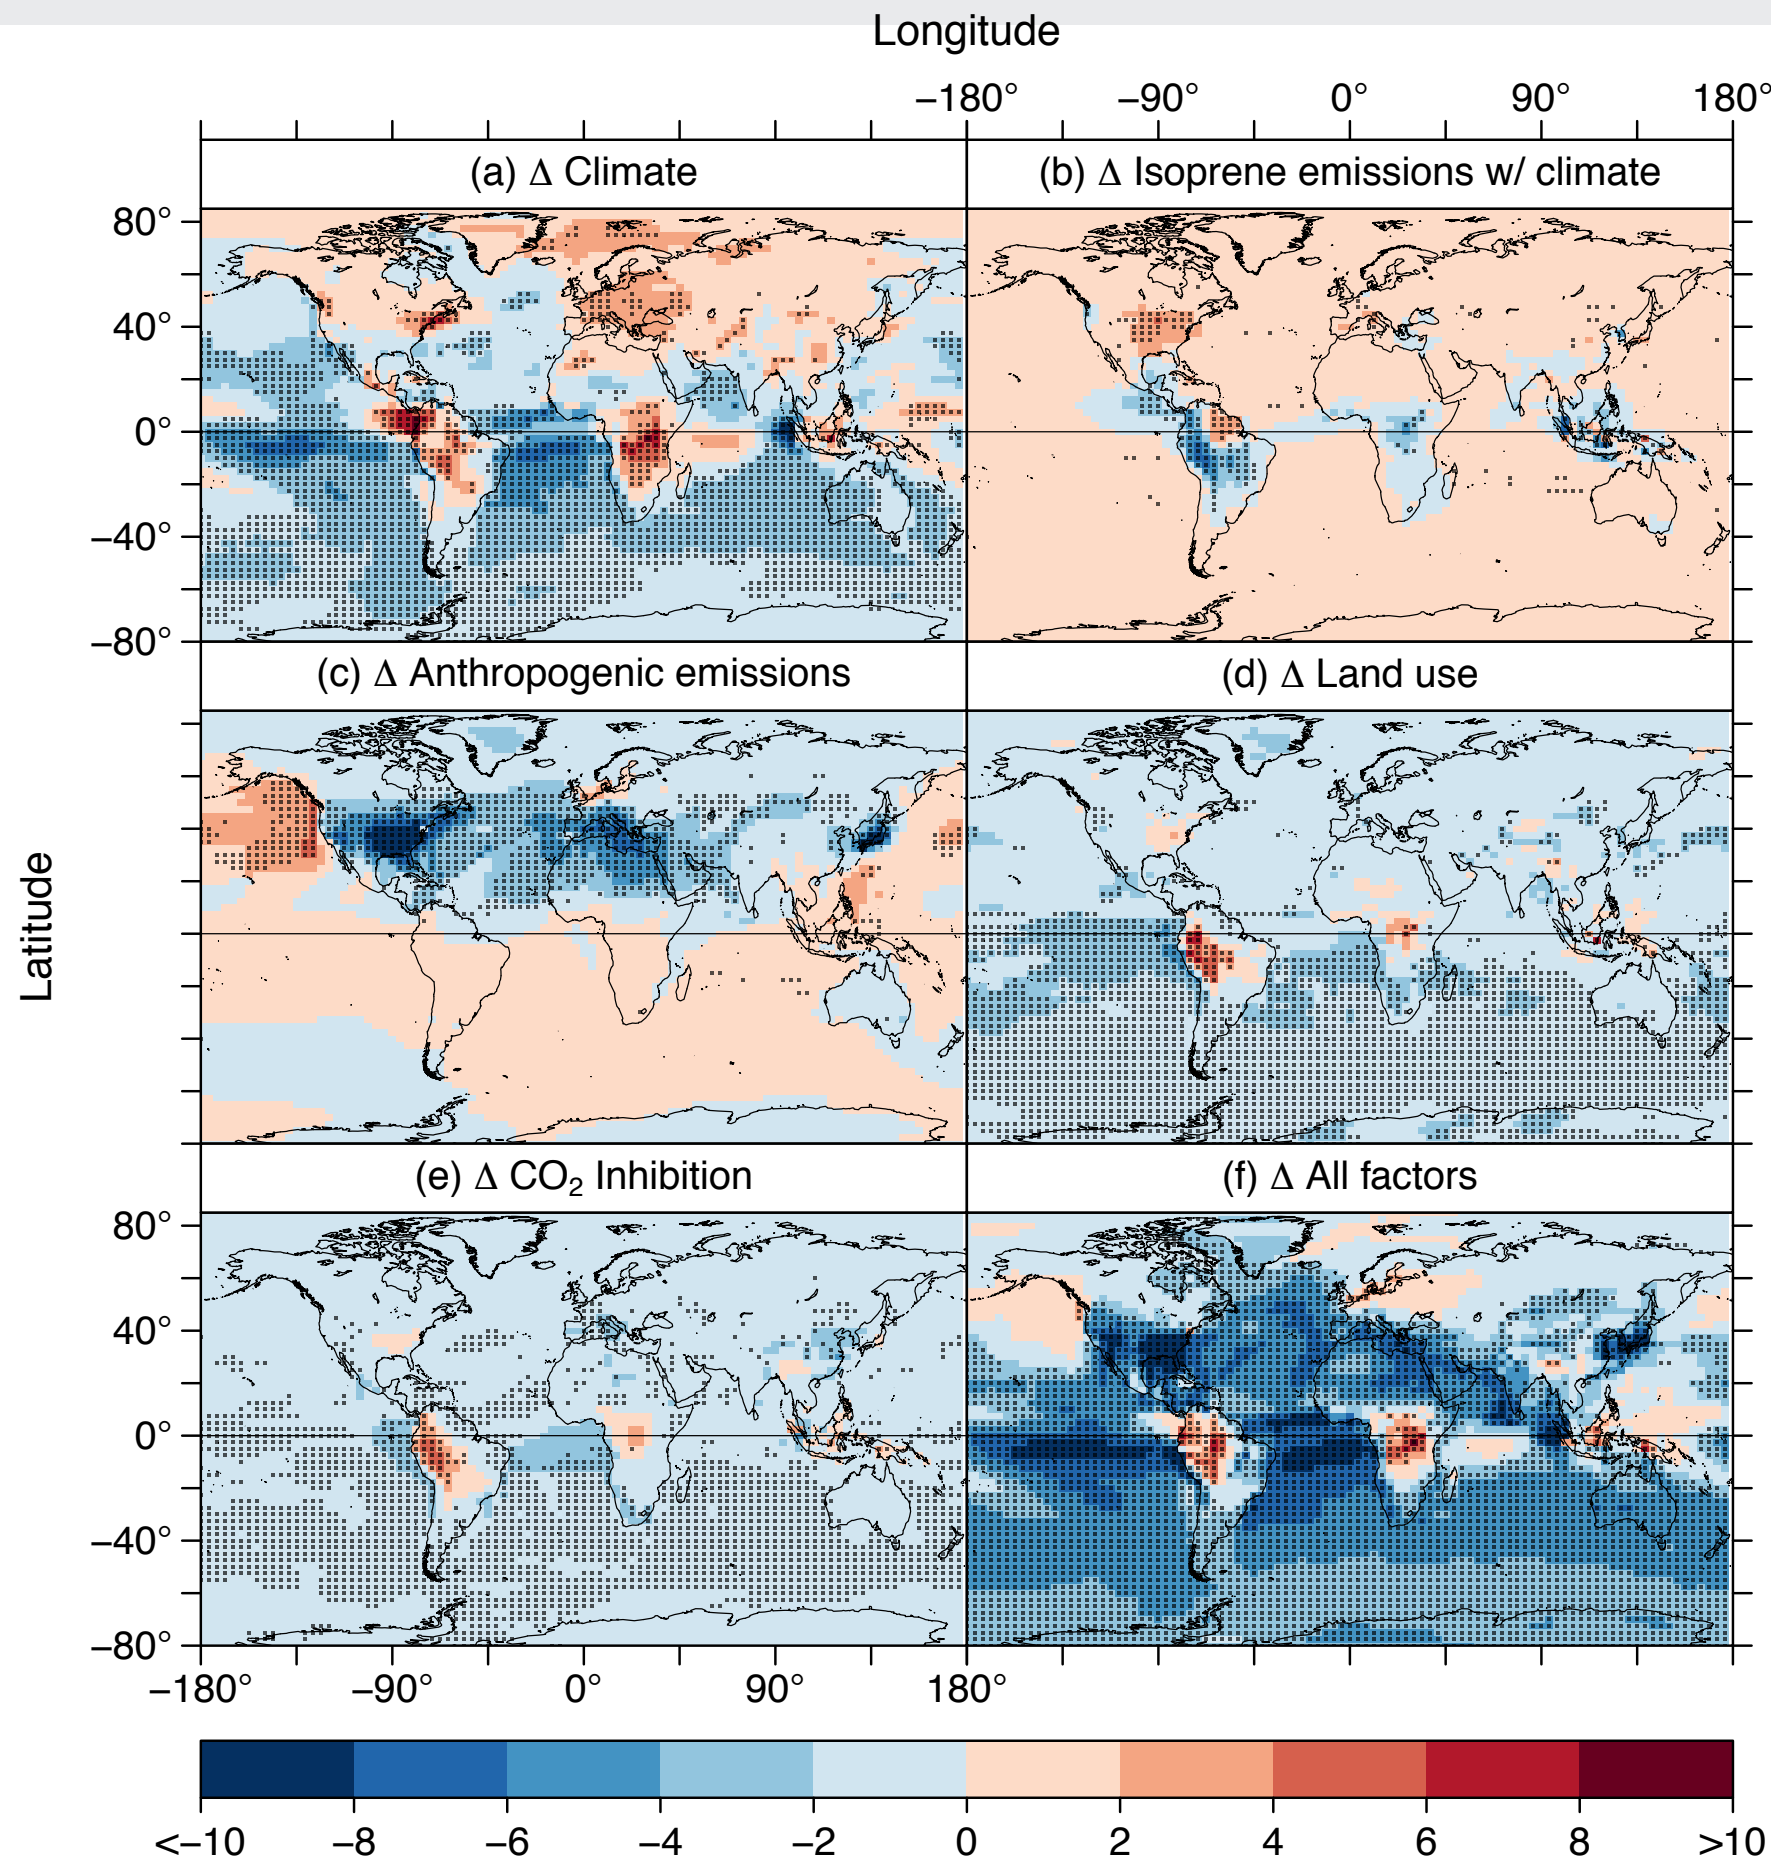 Longitude
−180° −90° 0° 90° 180°
(a) Δ Climate
(b) Δ Isoprene emissions w/ climate
80°
40°
0°
−40°
−80°
(c) Δ Anthropogenic emissions
(d) Δ Land use
Latitude
(e) Δ CO₂ Inhibition
(f) Δ All factors
80°
40°
0°
−40°
−80°
−180° −90° 0° 90° 180°
<−10 −8 −6 −4 −2 0 2 4 6 8 >10